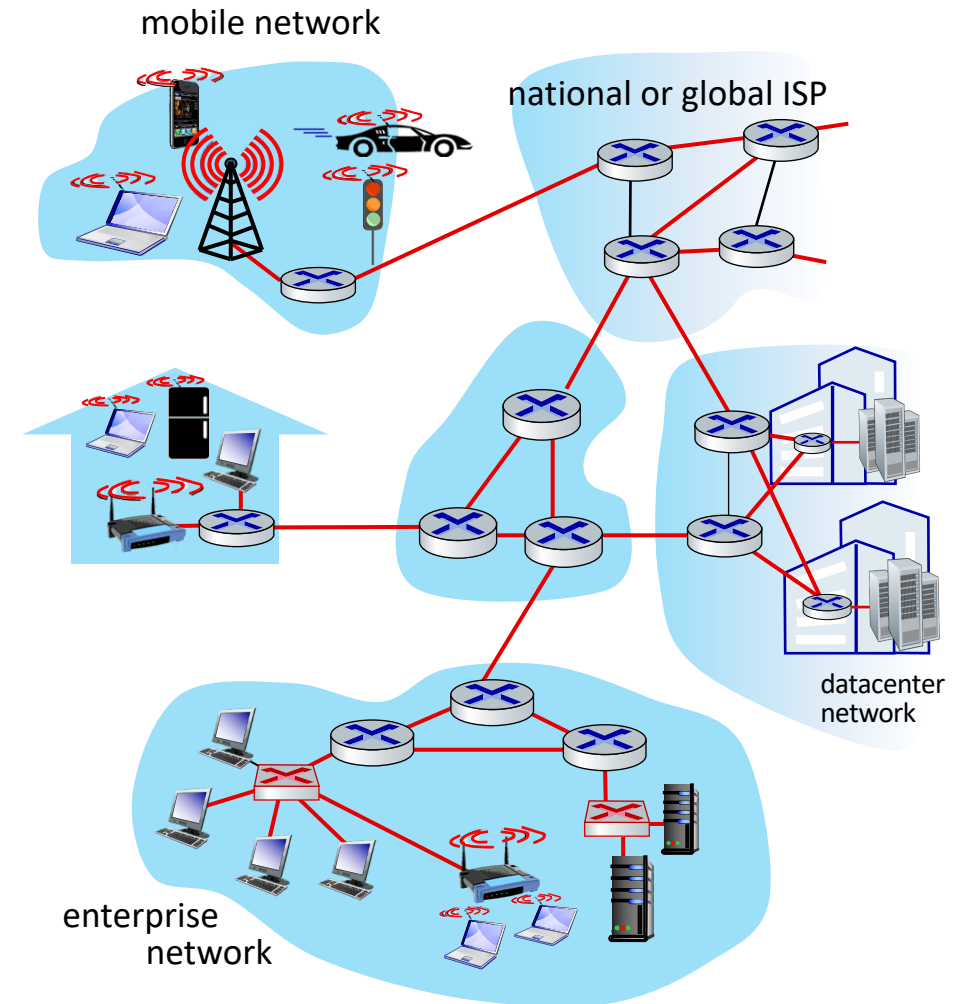 mobile network
national or global ISP
datacenter
network
enterprise
network